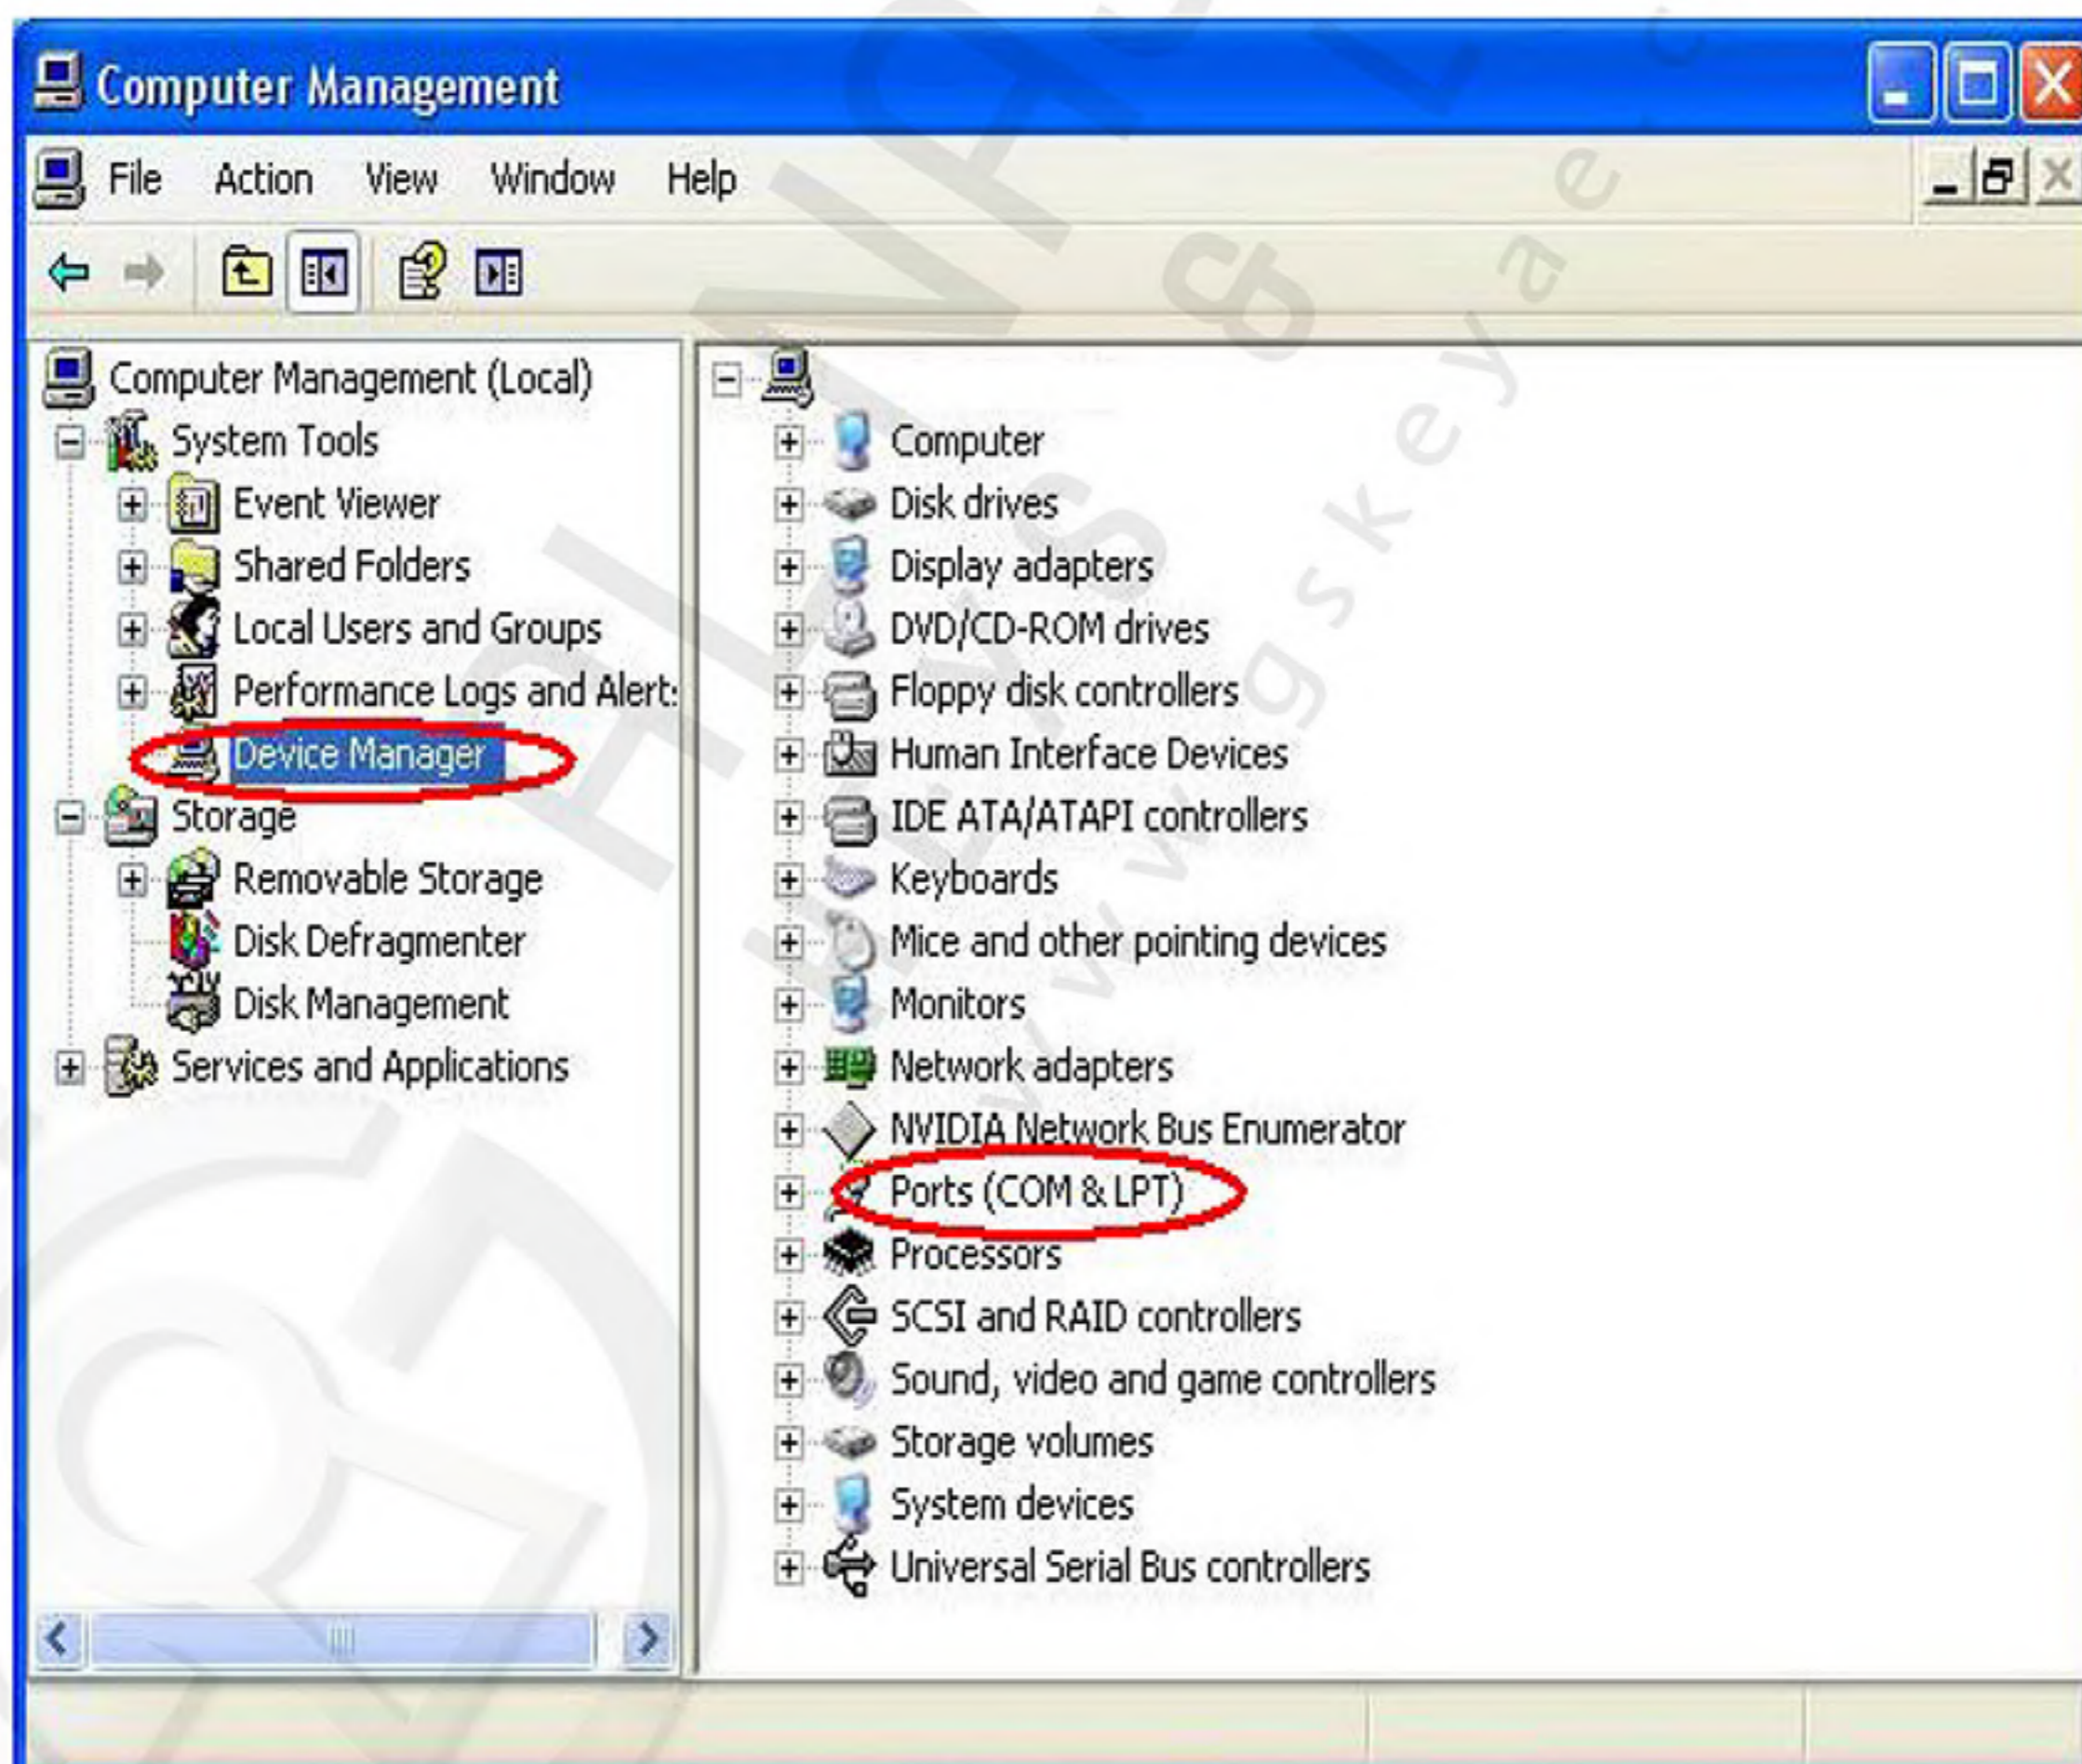 Computer Management
File Action View Window Help
Computer Management (Local)
System Tools
Event Viewer
Shared Folders
Local Users and Groups
Performance Logs and Alert
Device Manager
Storage
Removable Storage
Disk Defragmenter
Disk Management
Services and Applications
Computer
Disk drives
Display adapters
DVD/CD-ROM drives
Floppy disk controllers
Human Interface Devices
IDE ATA/ATAPI controllers
Keyboards
Mice and other pointing devices
Monitors
Network adapters
NVIDIA Network Bus Enumerator
Ports (COM & LPT)
Processors
SCSI and RAID controllers
Sound, video and game controllers
Storage volumes
System devices
Universal Serial Bus controllers